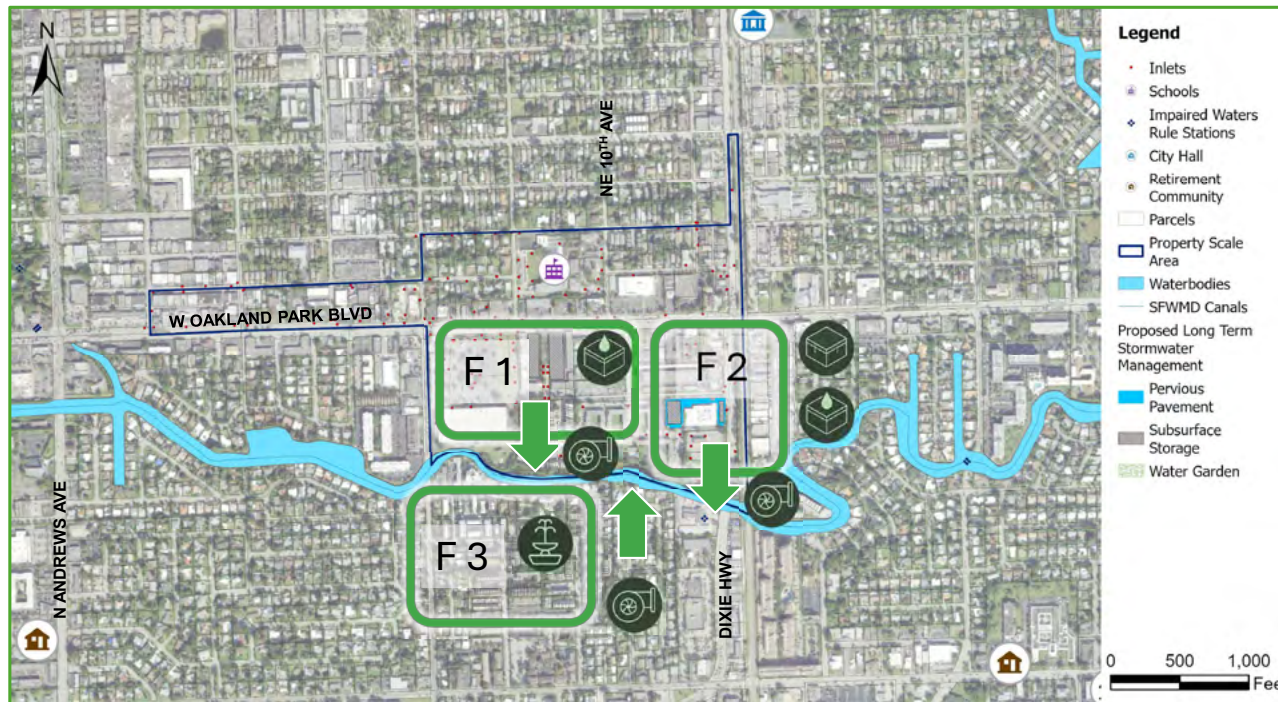 N
NE 10TH AVE
W. OAKLAND PARK BLVD
F 1
F 2
F 3
N ANDREWS AVE
DIXIE HWY
Legend
Inlets
Schools
Impaired Waters
Rule Stations
City Hall
Retirement
Community
Parcels
Property Scale
Area
Waterbodies
SFWMD Canals
Proposed Long Term
Stormwater
Management
Pervious
Pavement
Subsurface
Storage
Water Garden
0 500 1,000
Fee